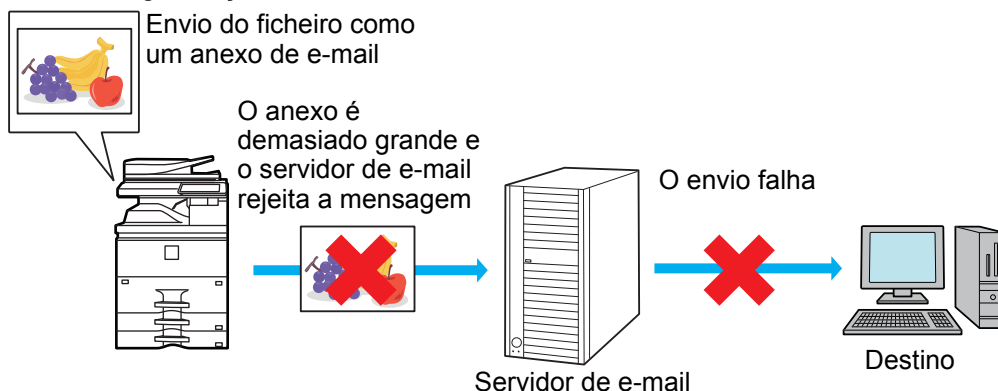 Envio do ficheiro como
um anexo de e-mail
O anexo é
demasiado grande e
o servidor de e-mail
rejeita a mensagem
O envio falha
Destino
Servidor de e-mail